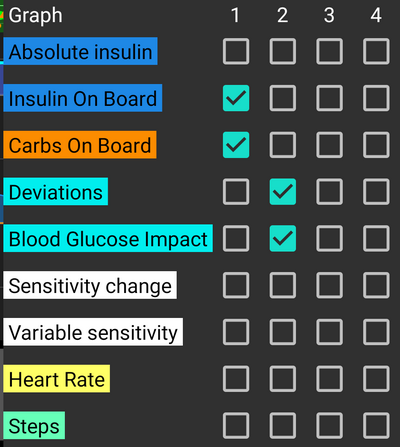 Graph 1 2 3 4
Absolute insulin
Insulin On Board
Carbs On Board
Deviations
Blood Glucose Impact
Sensitivity change
Variable sensitivity
Heart Rate
Steps